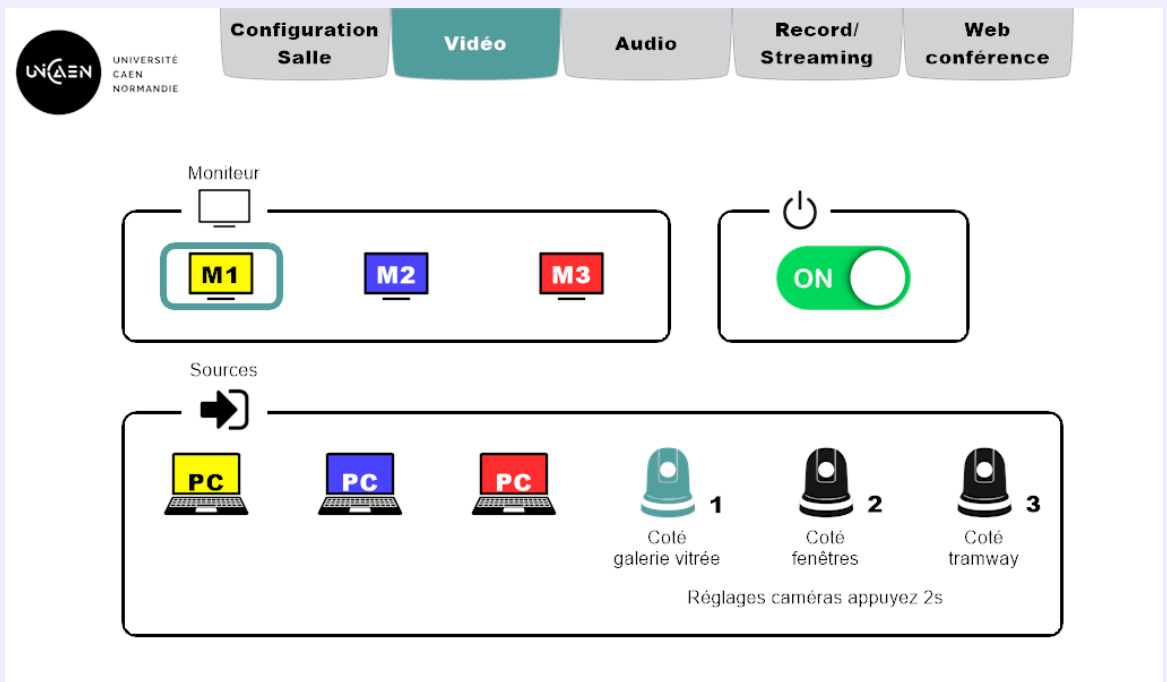 UNICAEN
UNIVERSITÉ
CAEN
NORMANDIE
Configuration
Salle
Vidéo
Audio
Record/
Streaming
Web
conférence
Moniteur
M1
M2
M3
ON
Sources
PC
PC
PC
1
2
3
Coté
galerie vitrée
Coté
fenêtres
Coté
tramway
Réglages caméras appuyez 2s